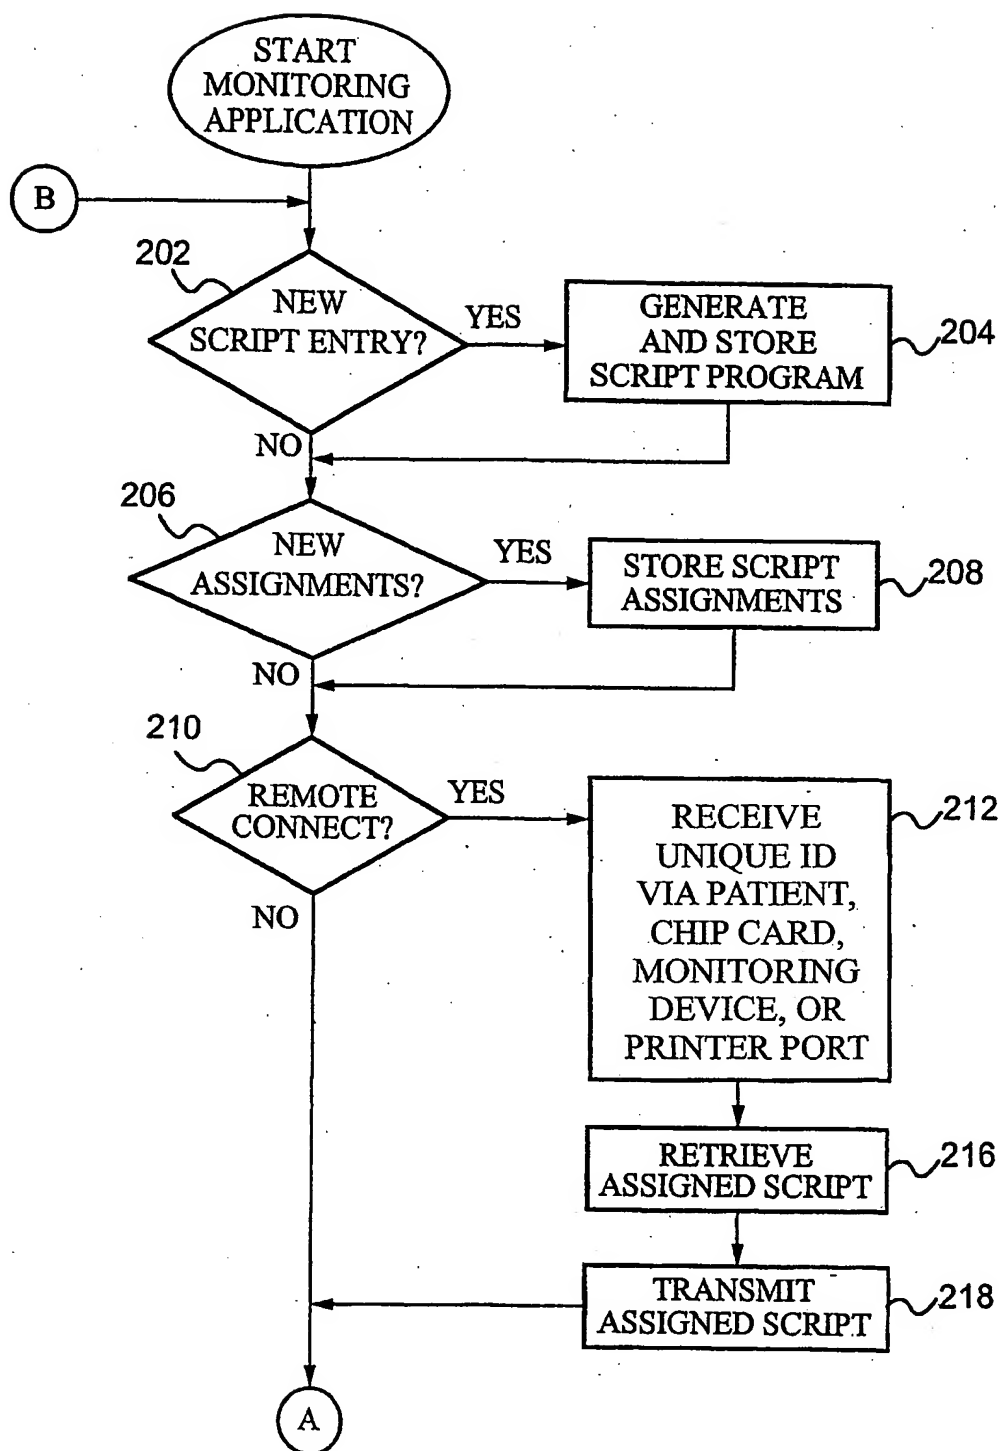 START
MONITORING
APPLICATION
B
202
NEW
SCRIPT ENTRY?
YES
GENERATE
AND STORE
SCRIPT PROGRAM
204
NO
206
NEW
ASSIGNMENTS?
YES
STORE SCRIPT
ASSIGNMENTS
208
NO
210
REMOTE
CONNECT?
YES
RECEIVE
UNIQUE ID
VIA PATIENT,
CHIP CARD,
MONITORING
DEVICE, OR
PRINTER PORT
212
NO
RETRIEVE
ASSIGNED SCRIPT
216
TRANSMIT
ASSIGNED SCRIPT
218
A